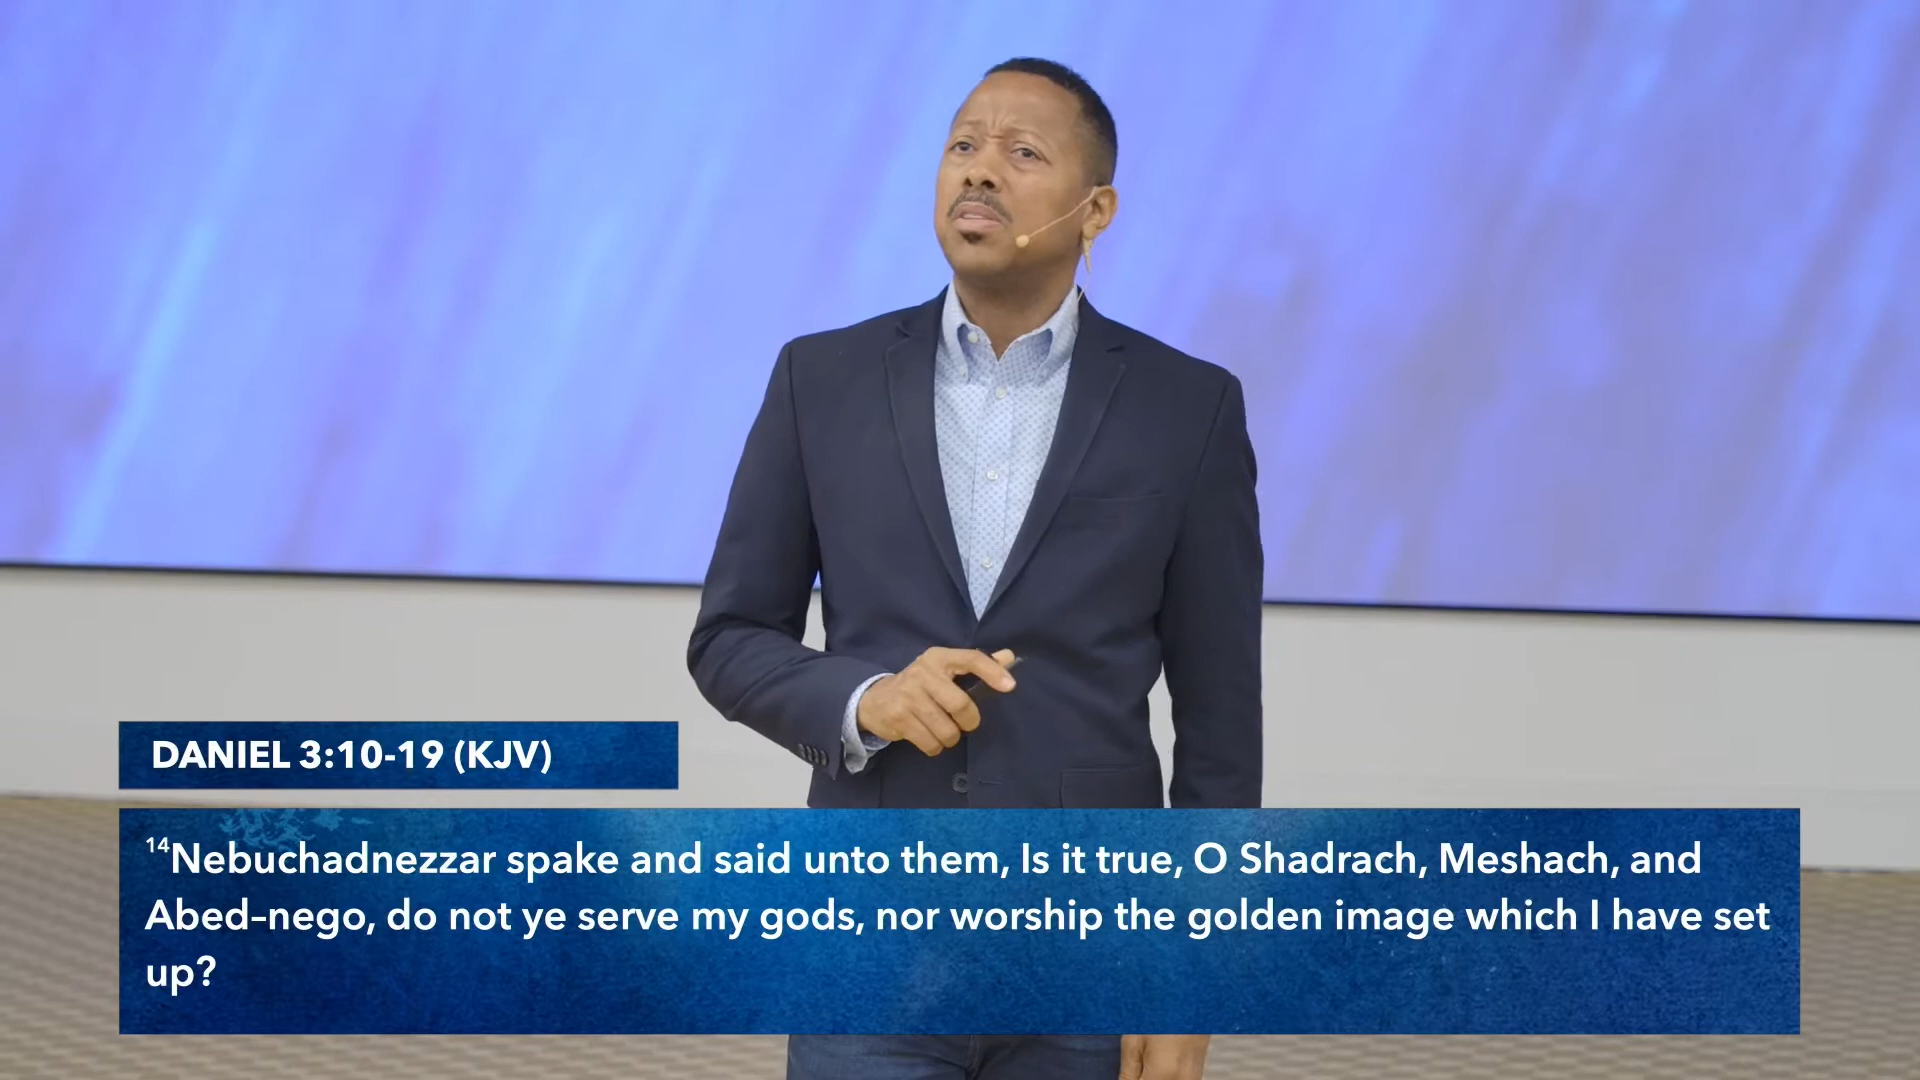 DANIEL 3:10-19 (KJV)
14Nebuchadnezzar spake and said unto them, Is it true, O Shadrach, Meshach, and
Abed-nego, do not ye serve my gods, nor worship the golden image which I have set
up?